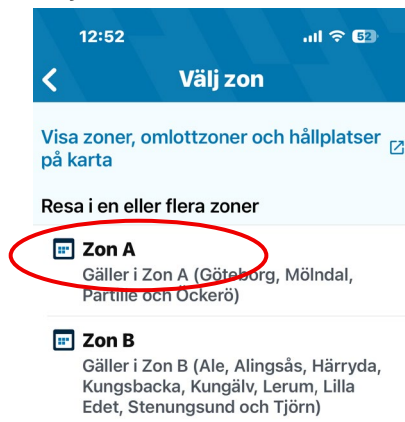 12:52
52
Välj zon
Visa zoner, omlottzoner och hållplatser
på karta
Resa i en eller flera zoner
Zon A
Gäller i Zon A (Göteborg, Mölndal,
Partille och Öckerö)
Zon B
Gäller i Zon B (Ale, Alingsås, Härryda,
Kungsbacka, Kungälv, Lerum, Lilla
Edet, Stenungsund och Tjörn)